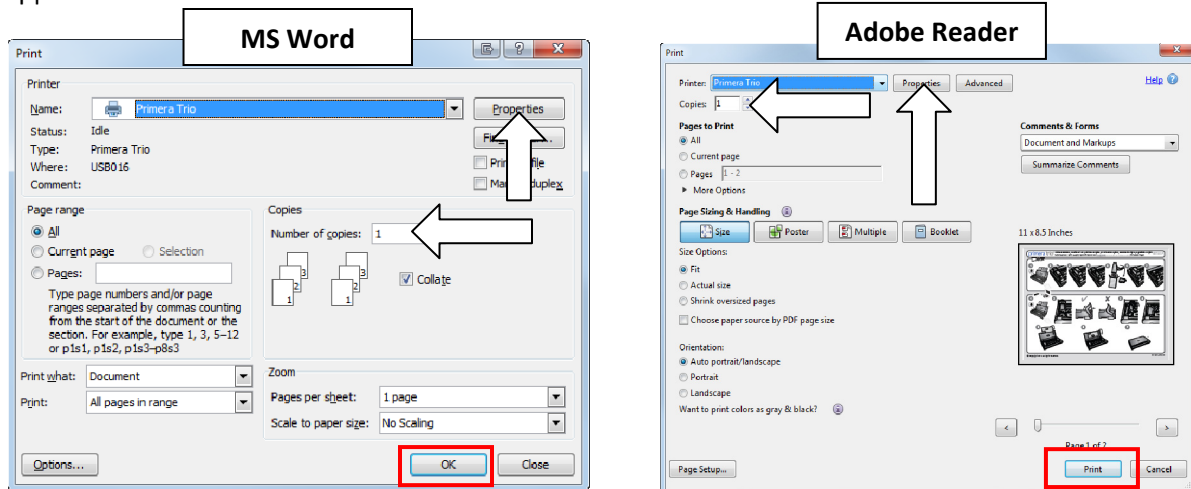 MS Word
Print
Printer
Name:
Primera Trio
Properties
Status:
Idle
Type:
Primera Trio
Where:
USB016
Comment:
Page range
All
Current page
Selection
Pages:
Type page numbers and/or page
ranges separated by commas counting
from the start of the document or the
section. For example, type 1, 3, 5–12
or p1s1, p1s2, p1s3–p8s3
Copies
Number of copies:
1
Collate
Print what:
Document
Print:
All pages in range
Zoom
Pages per sheet:
1 page
Scale to paper size:
No Scaling
Options...
OK
Close
Adobe Reader
Print
Printer:
Primera Trio
Properties
Advanced
Help
Copies:
1
Pages to Print
All
Current page
Pages
1 - 2
More Options
Comments & Forms
Document and Markups
Summarize Comments
Page Sizing & Handling
Size
Poster
Multiple
Booklet
Size Options:
Fit
Actual size
Shrink oversized pages
Choose paper source by PDF page size
Orientation:
Auto portrait/landscape
Portrait
Landscape
Want to print colors as gray & black?
11 x 8.5 Inches
Page 1 of 2
Page Setup...
Print
Cancel